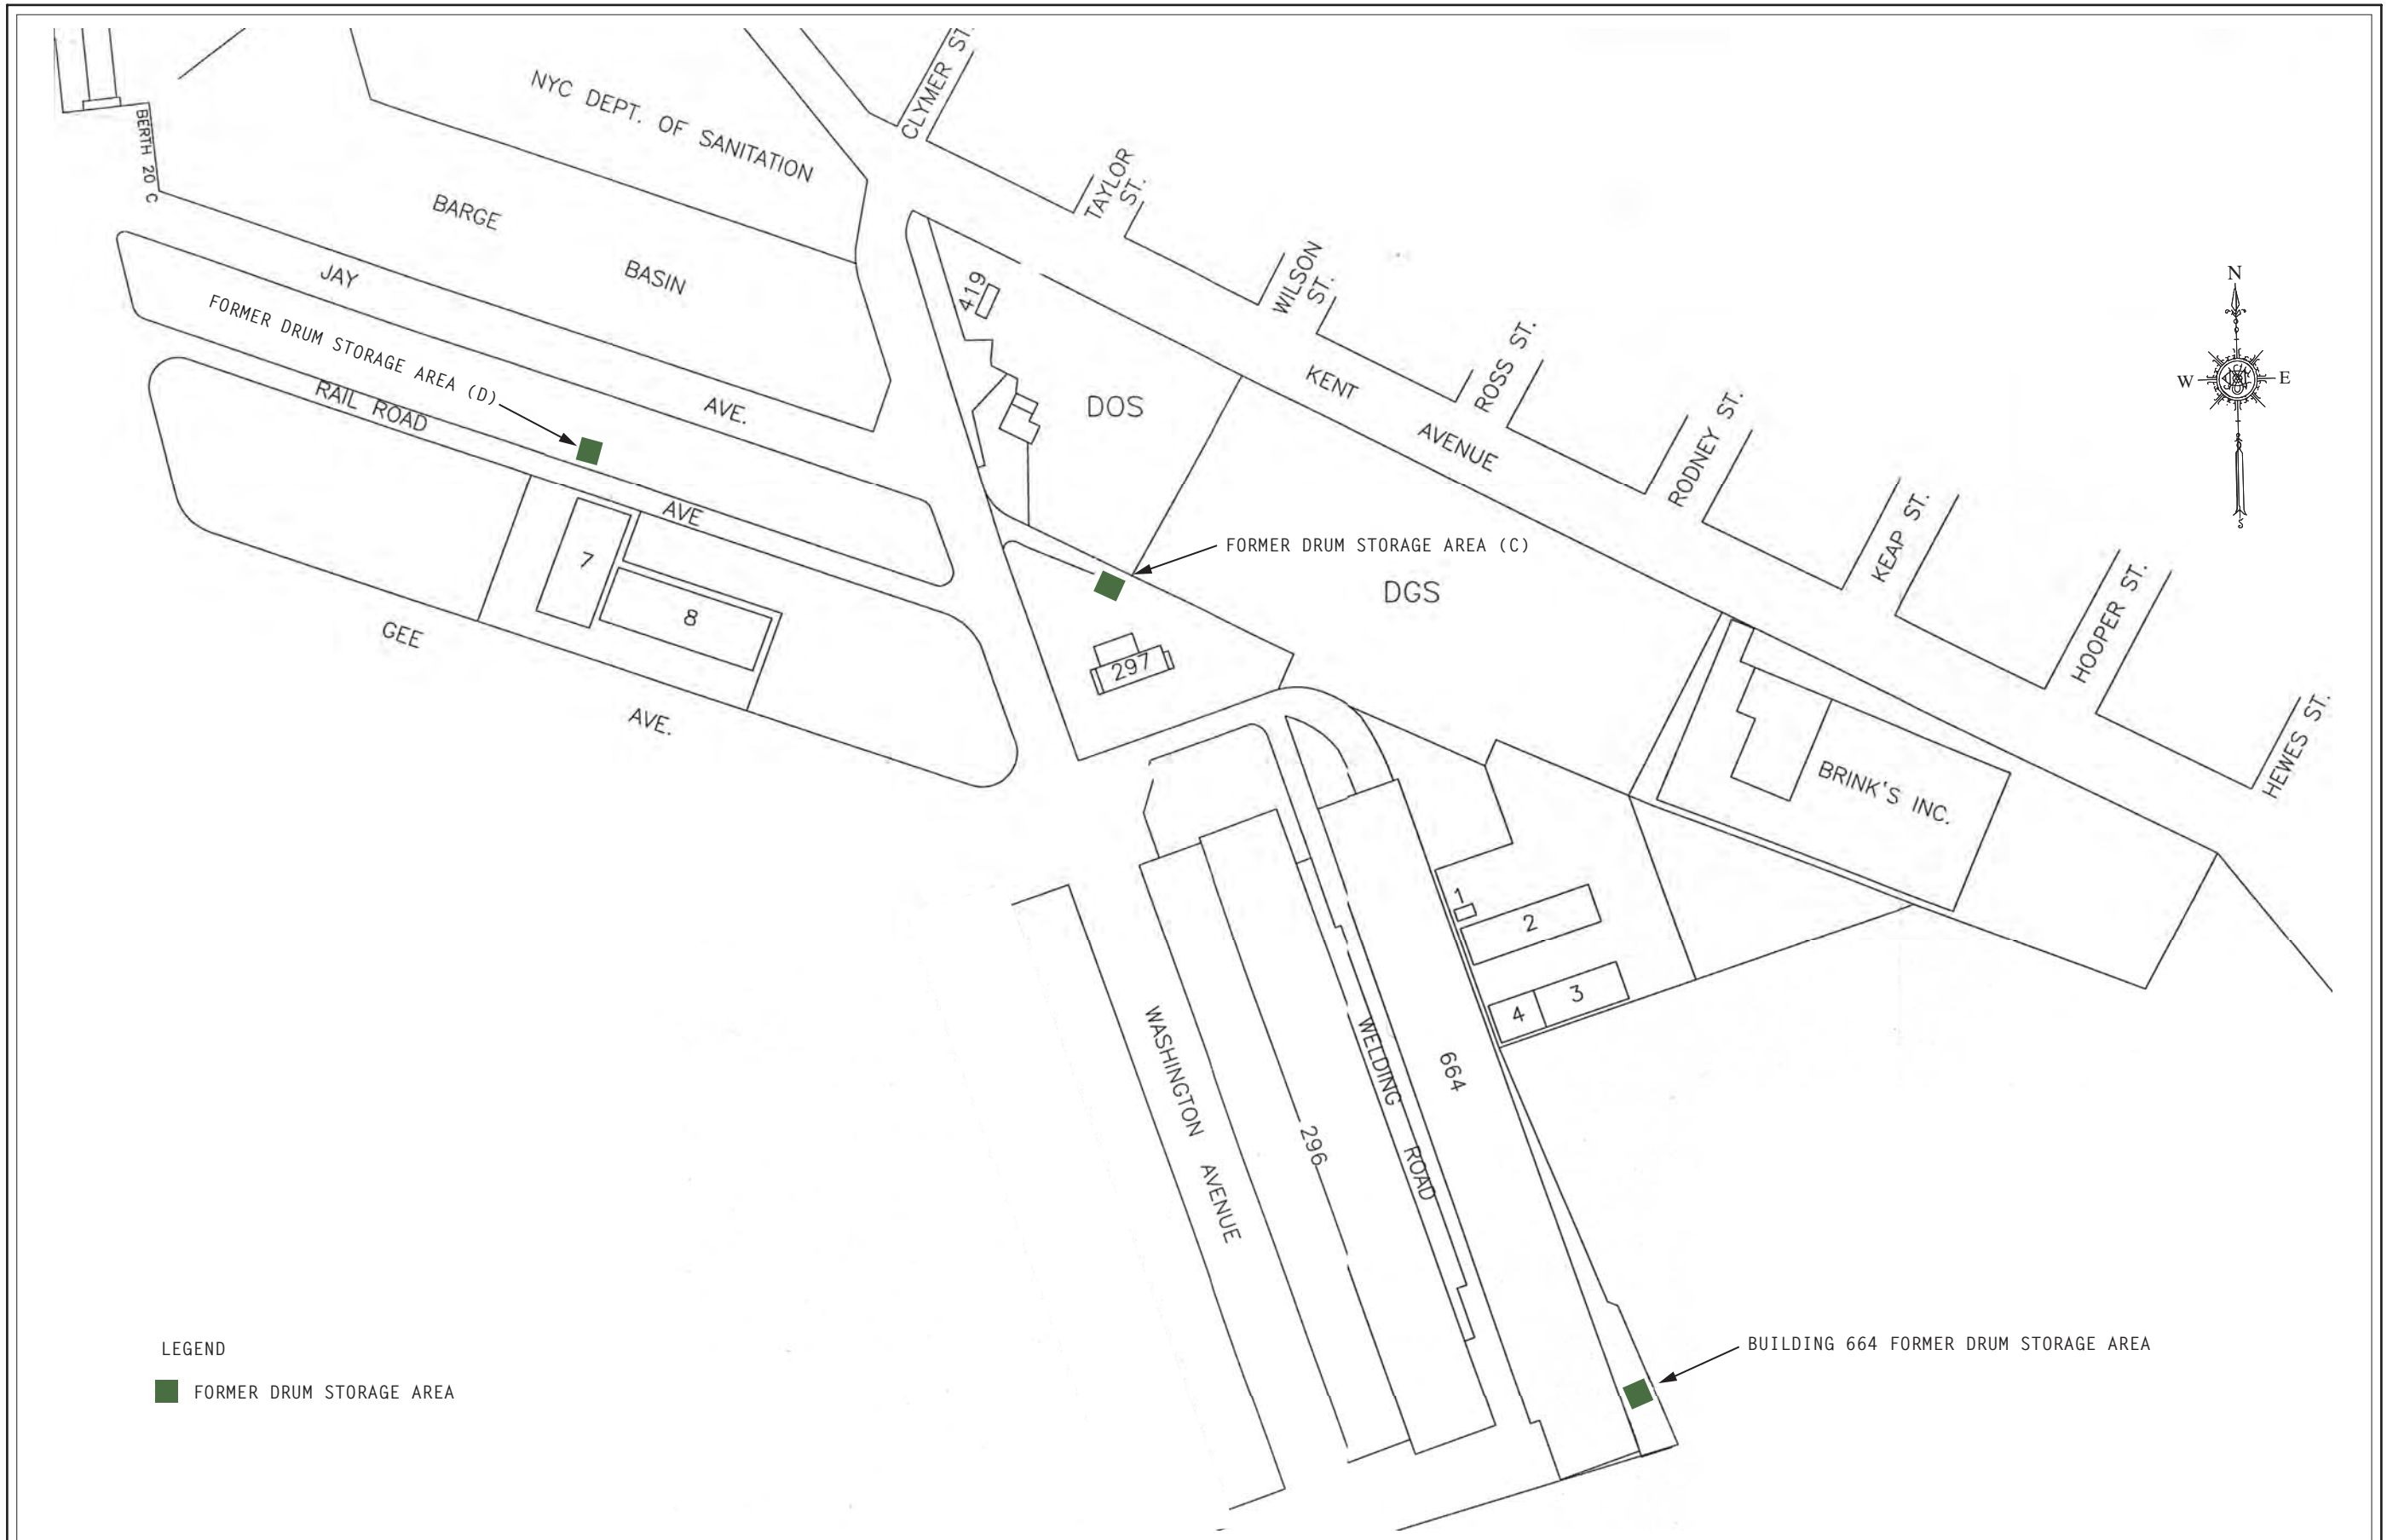 CLYMER ST.
NYC DEPT. OF SANITATION
BERTH 20 C
TAYLOR
ST.
BARGE
BASIN
WILSON
ST.
JAY
AVE.
419
FORMER DRUM STORAGE AREA (D)
N
W
E
S
ROSS ST.
KENT
AVENUE
DOS
RAIL ROAD
AVE
RODNEY ST.
KEAP ST.
FORMER DRUM STORAGE AREA (C)
7
8
DGS
HOOPER ST.
GEE
AVE.
297
HEWES ST.
BRINK'S INC.
1
2
3
4
WASHINGTON AVENUE
WELDING ROAD
664
296
BUILDING 664 FORMER DRUM STORAGE AREA
LEGEND
FORMER DRUM STORAGE AREA